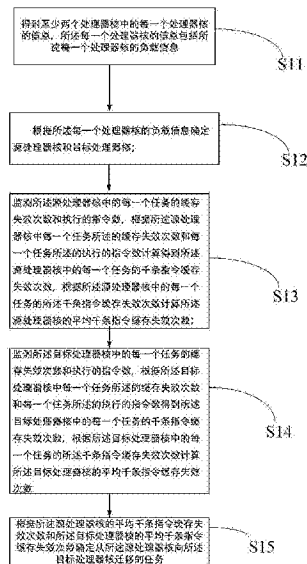 得到至少两个处理器核中的每一个处理器核
的信息，所述每一个处理器核的信息包括所
述每一个处理器核的负载信息
S11
根据所述每一个处理器核的负载信息确定
源处理器核和目标处理器核；
S12
监测所述源处理器核中的每一个任务的缓存
失效次数和执行的指令数，根据所述源处理
器核中每一个任务所述的缓存失效次数和每
一个任务所述的执行的指令数计算得到所述
源处理器核中的每一个任务的千条指令缓存
失效次数，根据所述源处理器核中的每一个
任务的所述千条指令缓存失效次数计算所述
源处理器核的平均千条指令缓存失效次数；
S13
监测所述目标处理器核中的每一个任务的缓
存失效次数和执行的指令数，根据所述目标
处理器核中每一个任务所述的缓存失效次数
和每一个任务所述的执行的指令数得到所述
目标处理器核中的每一个任务的千条指令缓
存失效次数，根据所述目标处理器核中的每
一个任务的所述千条指令缓存失效次数计算
所述目标处理器核的平均千条指令缓存失效
次数
S14
根据所述源处理器核的平均千条指令缓存失
效次数和所述目标处理器核的平均千条指令
缓存失效次数确定从所述源处理器核向所述
目标处理器核迁移的任务
S15